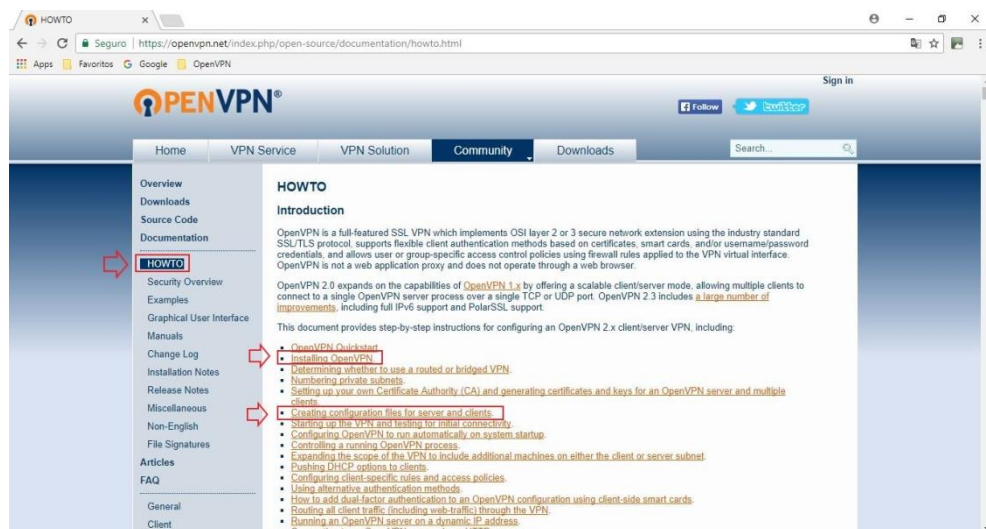 HOWTO
Seguro | https://openvpn.net/index.php/open-source/documentation/howto.html
Apps Favoritos Google OpenVPN
Sign in
OPENVPN®
Follow
twitter
Home VPN Service VPN Solution Community Downloads Search...
Overview
Downloads
Source Code
Documentation
HOWTO
Security Overview
Examples
Graphical User Interface
Manuals
Change Log
Installation Notes
Release Notes
Miscellaneous
Non-English
File Signatures
Articles
FAQ
General
Client
HOWTO
Introduction
OpenVPN is a full-featured SSL VPN which implements OSI layer 2 or 3 secure network extension using the industry standard
SSL/TLS protocol, supports flexible client authentication methods based on certificates, smart cards, and/or username/password
credentials, and allows user or group-specific access control policies using firewall rules applied to the VPN virtual interface.
OpenVPN is not a web application proxy and does not operate through a web browser.
OpenVPN 2.0 expands on the capabilities of OpenVPN 1.x by offering a scalable client/server mode, allowing multiple clients to
connect to a single OpenVPN server process over a single TCP or UDP port. OpenVPN 2.3 includes a large number of
improvements, including full IPv6 support and PolarSSL support.
This document provides step-by-step instructions for configuring an OpenVPN 2.x client/server VPN, including:
OpenVPN Quickstart.
Installing OpenVPN.
Determining whether to use a routed or bridged VPN.
Numbering private subnets.
Setting up your own Certificate Authority (CA) and generating certificates and keys for an OpenVPN server and multiple
clients.
Creating configuration files for server and clients.
Starting up the VPN and testing for initial connectivity.
Configuring OpenVPN to run automatically on system startup.
Controlling a running OpenVPN process.
Expanding the scope of the VPN to include additional machines on either the client or server subnet.
Pushing DHCP options to clients.
Configuring client-specific rules and access policies.
Using alternative authentication methods.
How to add dual-factor authentication to an OpenVPN configuration using client-side smart cards.
Routing all client traffic (including web-traffic) through the VPN.
Running an OpenVPN server on a dynamic IP address.